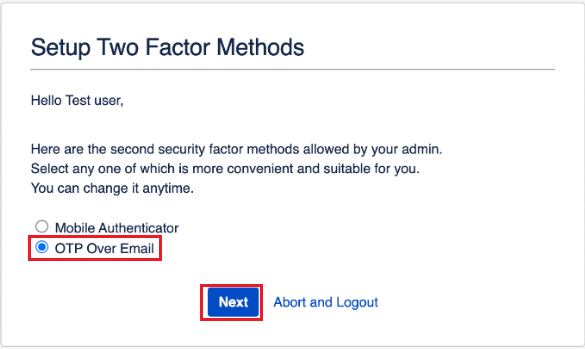 Setup Two Factor Methods
Hello Test user,
Here are the second security factor methods allowed by your admin.
Select any one of which is more convenient and suitable for you.
You can change it anytime.
Mobile Authenticator
OTP Over Email
Next Abort and Logout